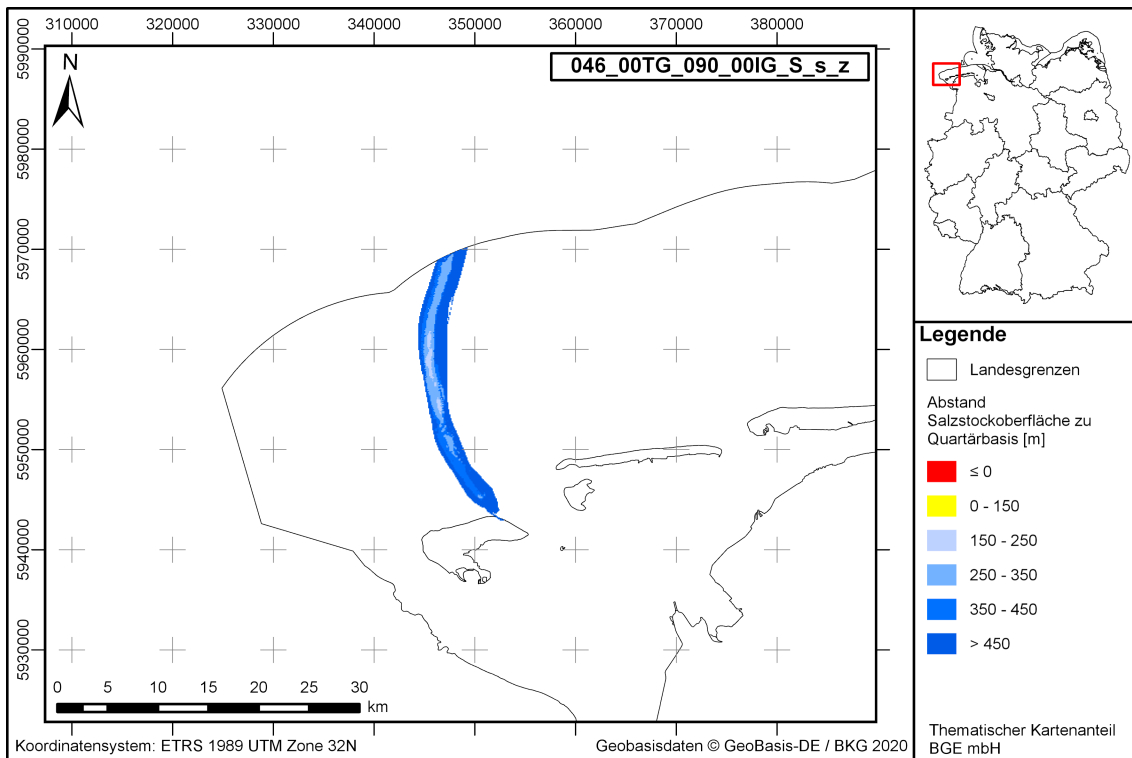 310000 320000 330000 340000 350000 360000 370000 380000
046_00TG_090_00IG_S_s_z
N
5990000
5980000
5970000
5960000
5950000
5940000
5930000
0 5 10 15 20 25 30
km
Koordinatensystem: ETRS 1989 UTM Zone 32N
Geobasisdaten © GeoBasis-DE / BKG 2020
Legende
Landesgrenzen
Abstand
Salzstockoberfläche zu
Quartärbasis [m]
≤ 0
0 - 150
150 - 250
250 - 350
350 - 450
> 450
Thematischer Kartenanteil
BGE mbH